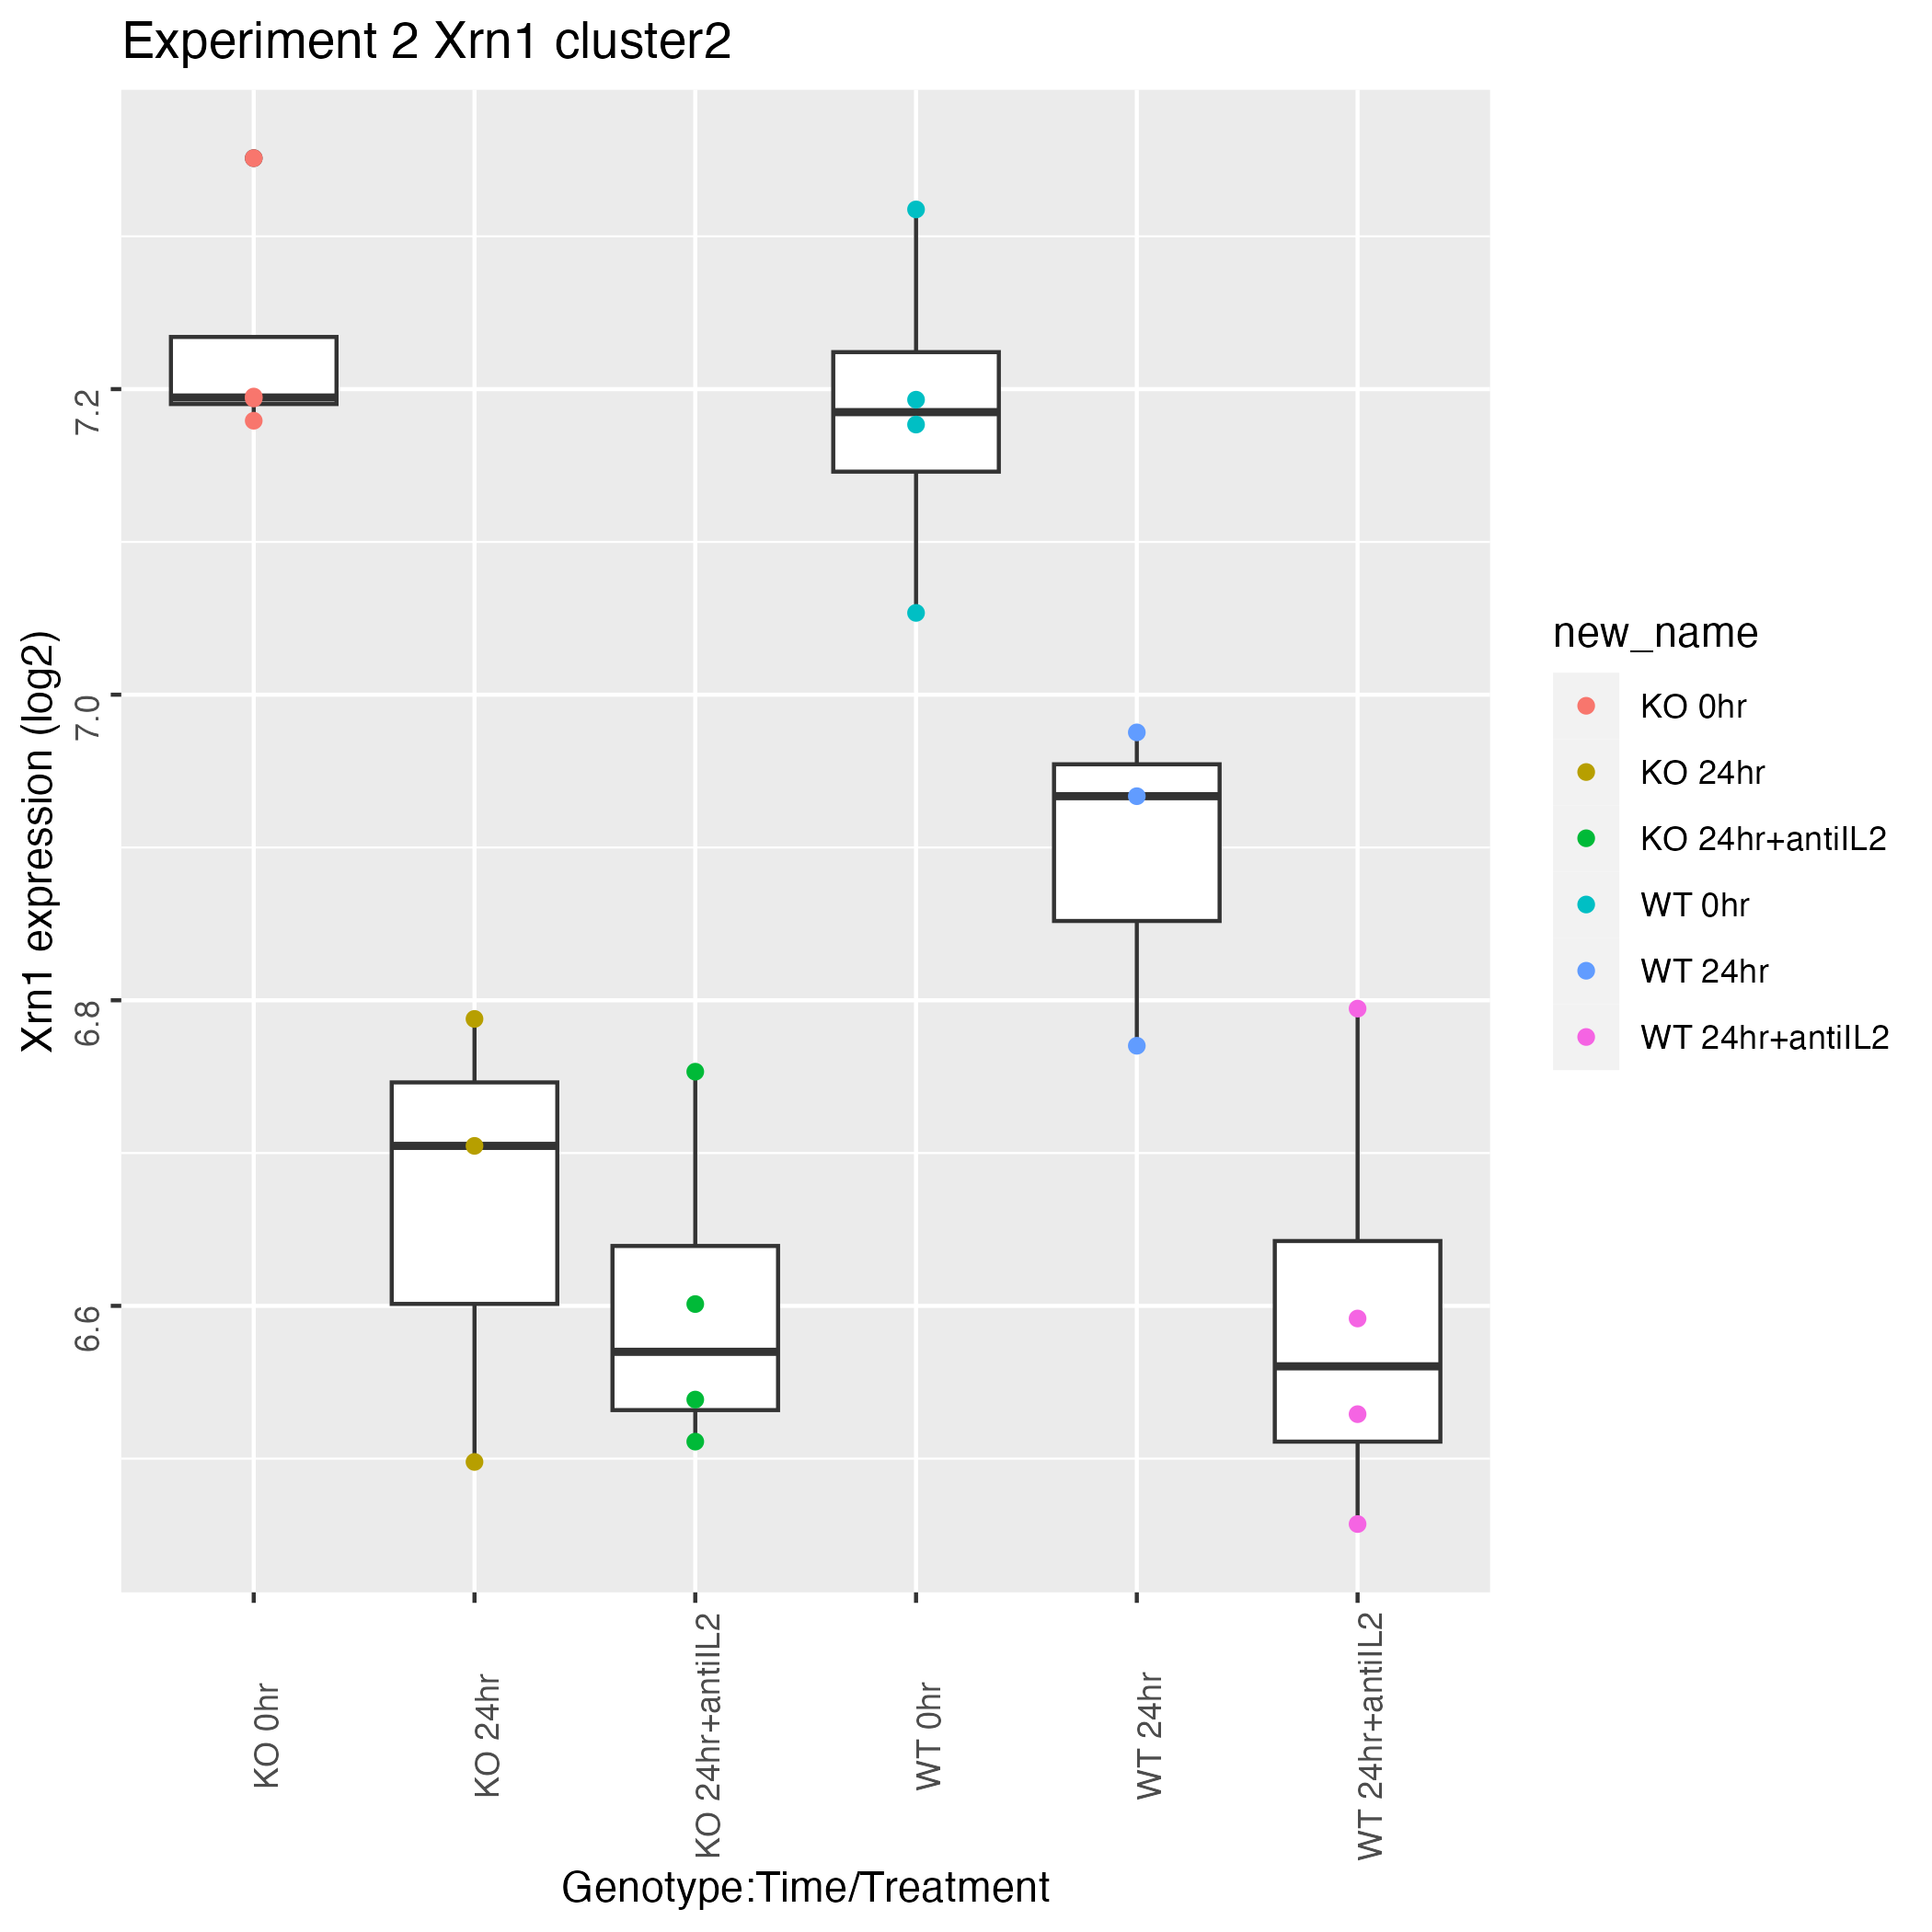 Experiment 2 Xrn1 cluster2
Xrn1 expression (log2)
7.2
7.0
6.8
6.6
KO 0hr
KO 24hr
KO 24hr+antiIL2
WT 0hr
WT 24hr
WT 24hr+antiIL2
Genotype:Time/Treatment
new_name
KO 0hr
KO 24hr
KO 24hr+antiIL2
WT 0hr
WT 24hr
WT 24hr+antiIL2